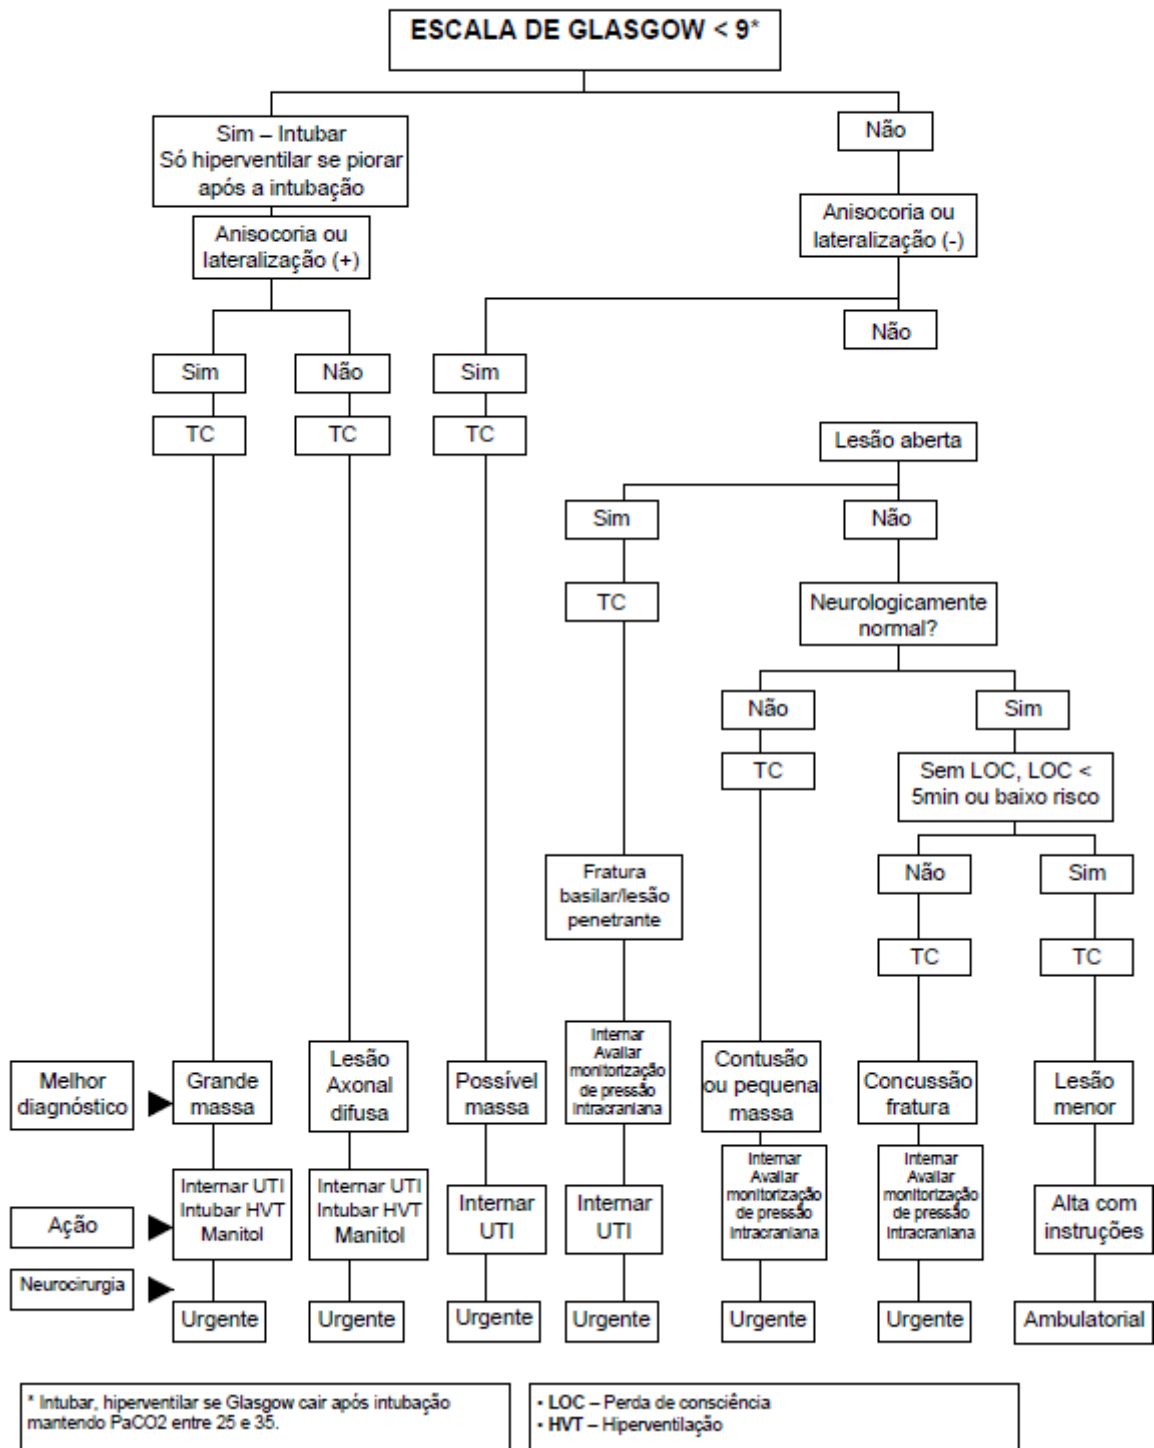 ESCALA DE GLASGOW < 9*
Sim – Intubar
Só hiperventilar se piorar
após a intubação
Não
Anisocoria ou
lateralização (+)
Anisocoria ou
lateralização (-)
Não
Sim
Não
Sim
TC
TC
TC
Lesão aberta
Sim
Não
TC
Neurologicamente
normal?
Não
Sim
TC
Sem LOC, LOC <
5min ou baixo risco
Não
Sim
Fratura
basilar/lesão
penetrante
TC
TC
Internar
Avaliar
monitorização
de pressão
Intracraniana
Melhor
diagnóstico
Grande
massa
Lesão
Axonal
difusa
Possível
massa
Contusão
ou pequena
massa
Concussão
fratura
Lesão
menor
Ação
Internar UTI
Intubar HVT
Manitol
Internar UTI
Intubar HVT
Manitol
Internar
UTI
Internar
UTI
Internar
Avaliar
monitorização
de pressão
Intracraniana
Internar
Avaliar
monitorização
de pressão
Intracraniana
Alta com
instruções
Neurocirurgia
Urgente
Urgente
Urgente
Urgente
Urgente
Urgente
Ambulatorial
* Intubar, hiperventilar se Glasgow cair após intubação
mantendo PaCO2 entre 25 e 35.
• LOC – Perda de consciência
• HVT – Hiperventilação